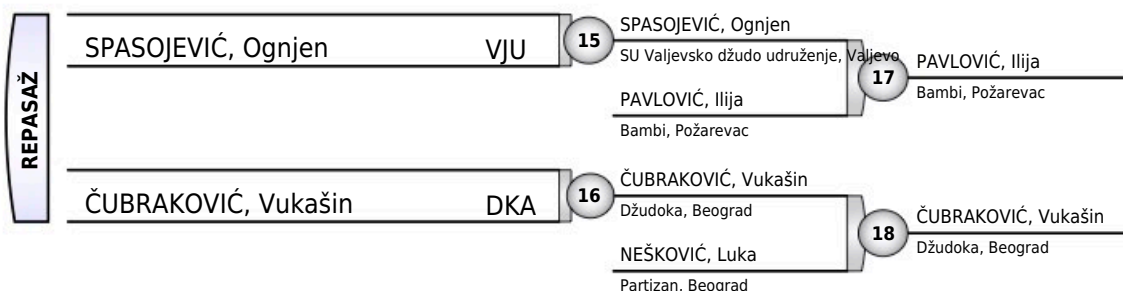 REPASAŽ
SPASOJEVIĆ, Ognjen VJU
15
SPASOJEVIĆ, Ognjen
SU Valjevsko džudo udruženje, Valjevo
PAVLOVIĆ, Ilija
Bambi, Požarevac
17
PAVLOVIĆ, Ilija
Bambi, Požarevac
ČUBRAKOVIĆ, Vukašin DKA
16
ČUBRAKOVIĆ, Vukašin
Džudoka, Beograd
NEŠKOVIĆ, Luka
Partizan, Beograd
18
ČUBRAKOVIĆ, Vukašin
Džudoka, Beograd